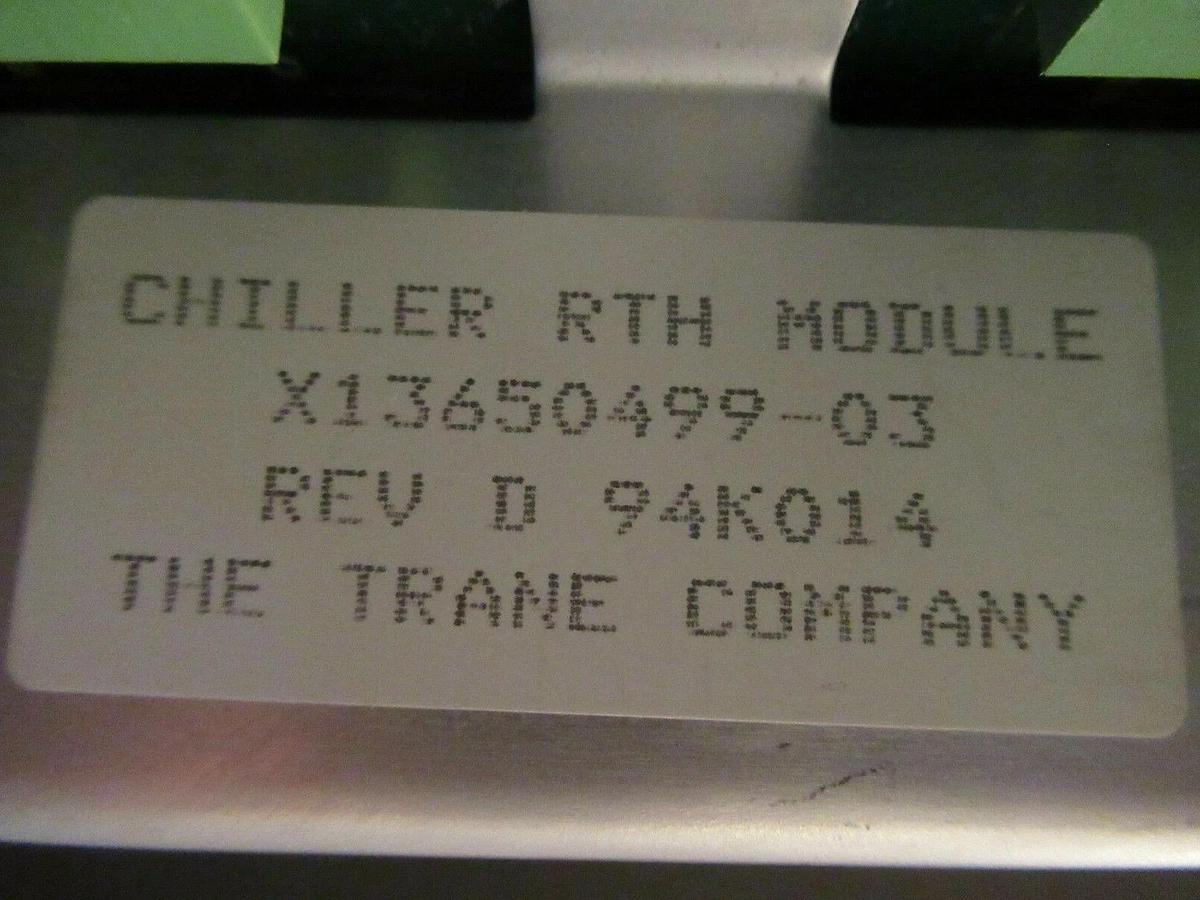 CHILLER RTH MODULE
X13650499-03
REV D 94K014
THE TRANE COMPANY